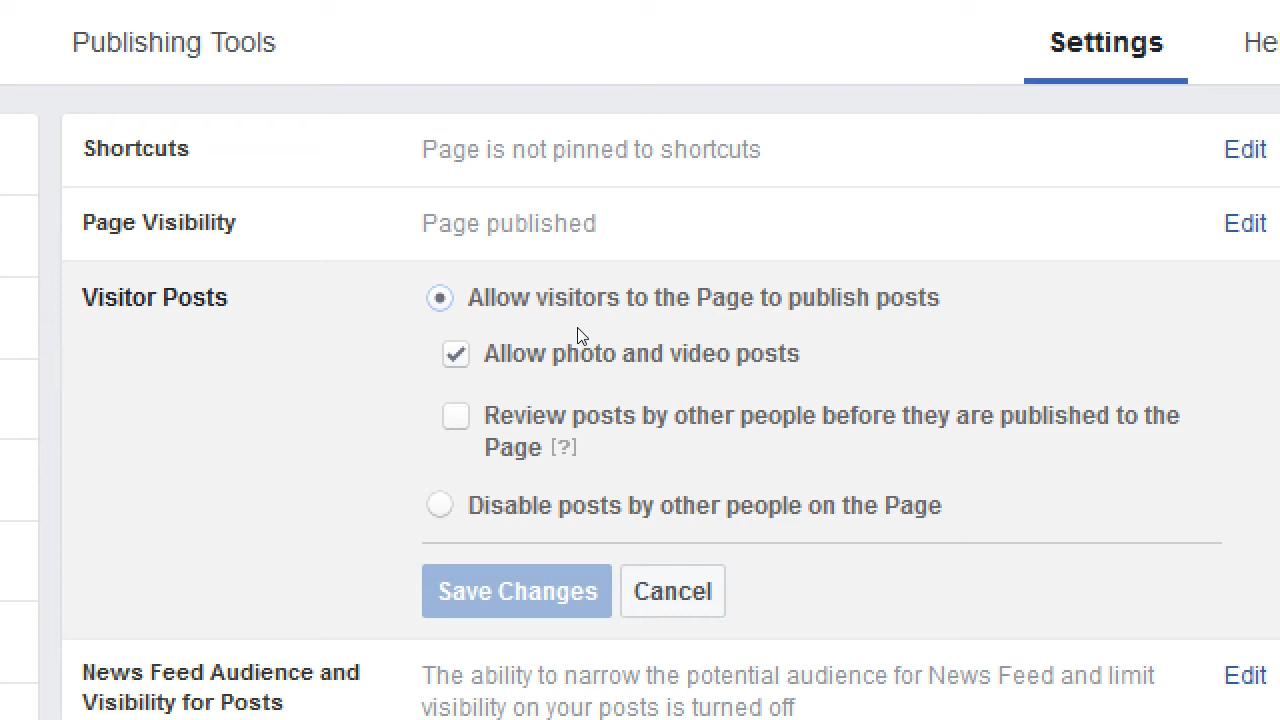 Publishing Tools Settings He
Shortcuts Page is not pinned to shortcuts Edit
Page Visibility Page published Edit
Visitor Posts Allow visitors to the Page to publish posts
Allow photo and video posts
Review posts by other people before they are published to the
Page [?]
Disable posts by other people on the Page
Save Changes Cancel
News Feed Audience and The ability to narrow the potential audience for News Feed and limit Edit
Visibility for Posts visibility on your posts is turned off